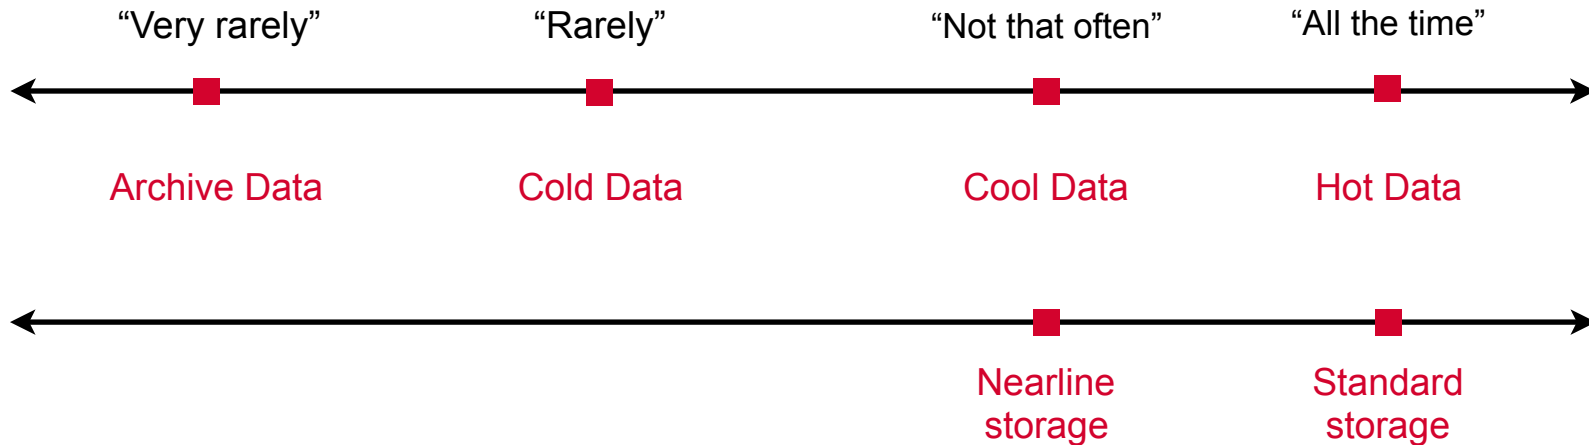 “Very rarely”
“Rarely”
“Not that often”
“All the time”
Archive Data
Cold Data
Cool Data
Hot Data
Nearline
storage
Standard
storage